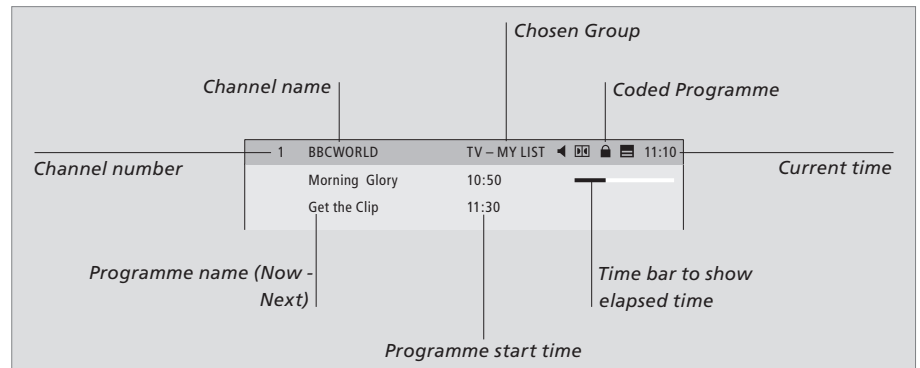 Chosen Group
Channel name
Coded Programme
Channel number
1 BBCWORLD TV – MY LIST 11:10
Current time
Morning Glory 10:50
Get the Clip 11:30
Programme name (Now -
Next)
Time bar to show
elapsed time
Programme start time